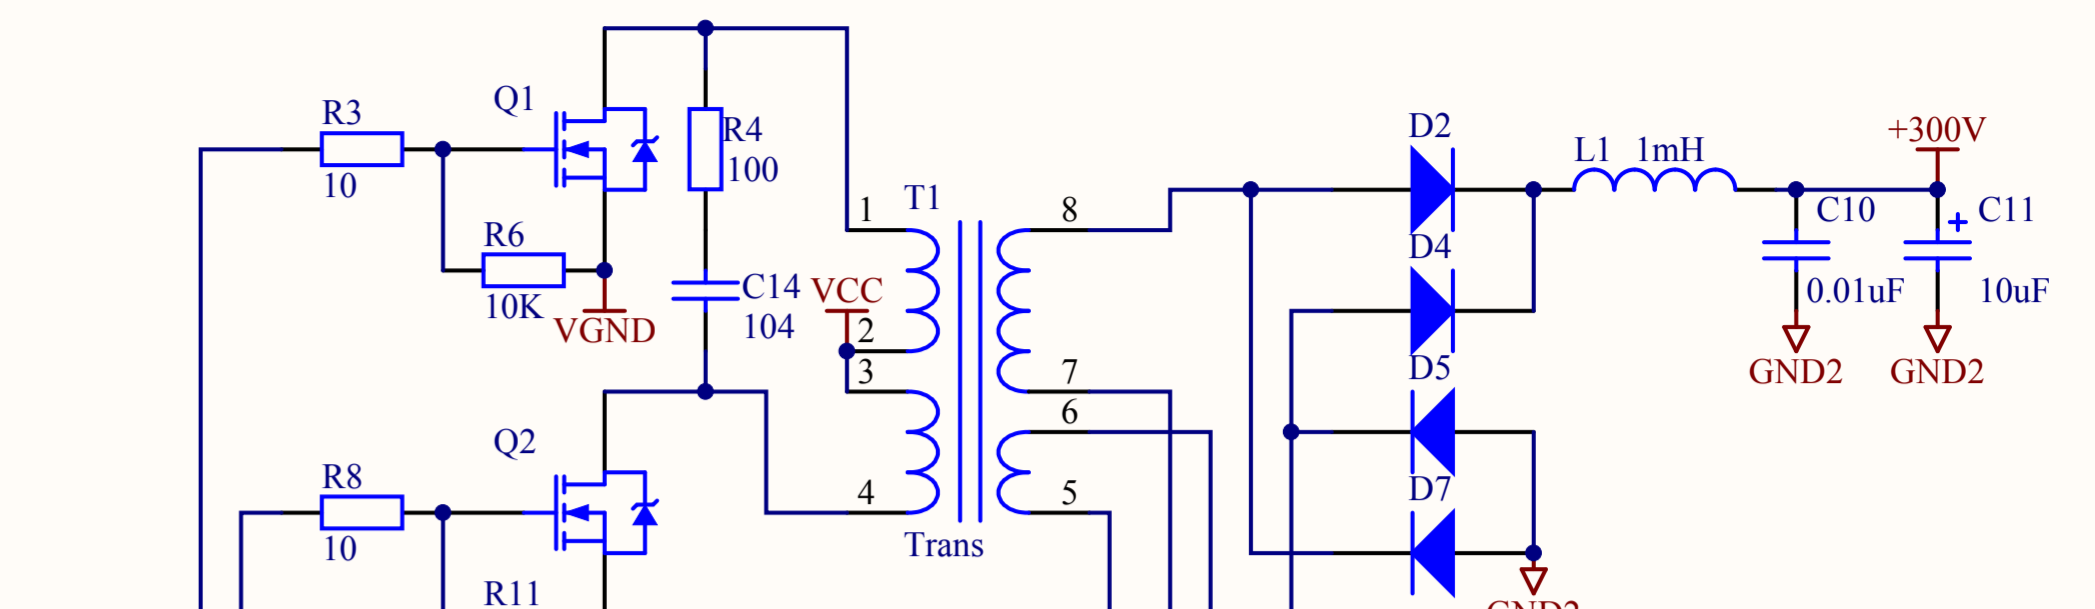 R3
10
Q1
R4
100
R6
10K
VGND
C14
104
VCC
1
T1
2
3
4
8
7
6
5
Trans
Q2
R8
10
R11
D2
D4
D5
D7
L1 1mH
+300V
C10
0.01uF
GND2
+
C11
10uF
GND2
GND2